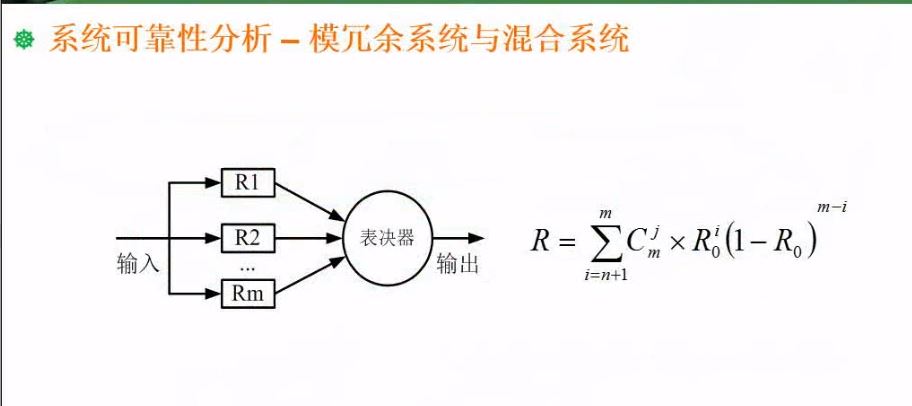 系统可靠性分析 – 模冗余系统与混合系统
R1
R2
...
Rm
输入
表决器
输出
R = \sum_{i=n+1}^{m} C_m^j × R_0^i (1 − R_0)^{m−i}